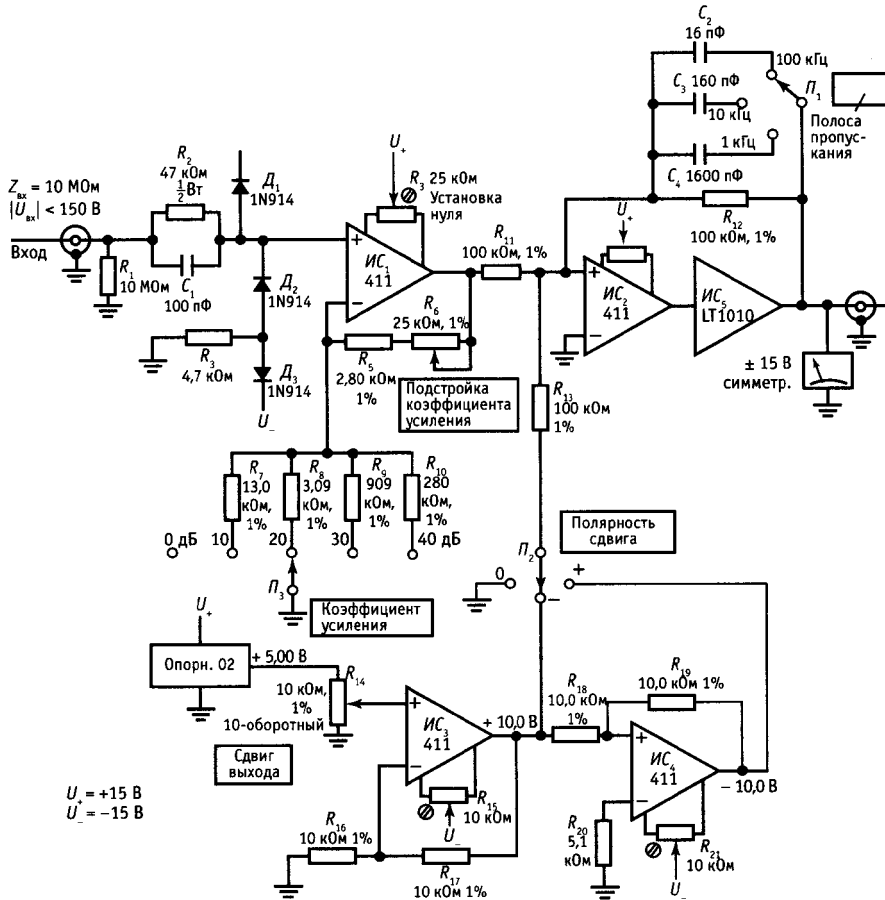 C₂
16 пФ
100 кГц
C₃ 160 пФ
П₁
10 кГц
Полоса
пропус-
кания
1 кГц
C₄ 1600 пФ
R₂
47 кОм
½ Вт
Z вх = 10 МОм
|U вх| < 150 В
Вход
R₁
10 МОм
C₁
100 пФ
Д₁
1N914
Д₂
1N914
R₃
4,7 кОм
Д₃
1N914
U₋
U₊
R₃ 25 кОм
Установка
нуля
+
ИС₁
411
−
R₁₁
100 кОм, 1%
R₆
25 кОм, 1%
R₅
2,80 кОм
1%
Подстройка
коэффициента
усиления
U₊
+
ИС₂
411
−
R₁₂
100 кОм, 1%
ИС₅
LT1010
± 15 В
симметр.
R₁₃
100 кОм
1%
R₇
13,0
кОм,
1%
R₈
3,09
кОм,
1%
R₉
909
кОм,
1%
R₁₀
280
кОм,
1%
0 дБ
10
20
30
40 дБ
П₃
Коэффициент
усиления
Полярность
сдвига
П₂
0
+
−
U₊
Опорн. 02
+ 5,00 В
R₁₄
10 кОм,
1%
10-оборотный
Сдвиг
выхода
+
ИС₃
411
−
+ 10,0 В
R₁₅
10 кОм
U₋
R₁₆
10 кОм 1%
R₁₇
10 кОм 1%
R₁₈
10,0 кОм
1%
R₁₉
10,0 кОм 1%
+
ИС₄
411
−
− 10,0 В
R₂₀
5,1
кОм
R₂₁
10 кОм
U₋
U₊ = +15 В
U₋ = −15 В